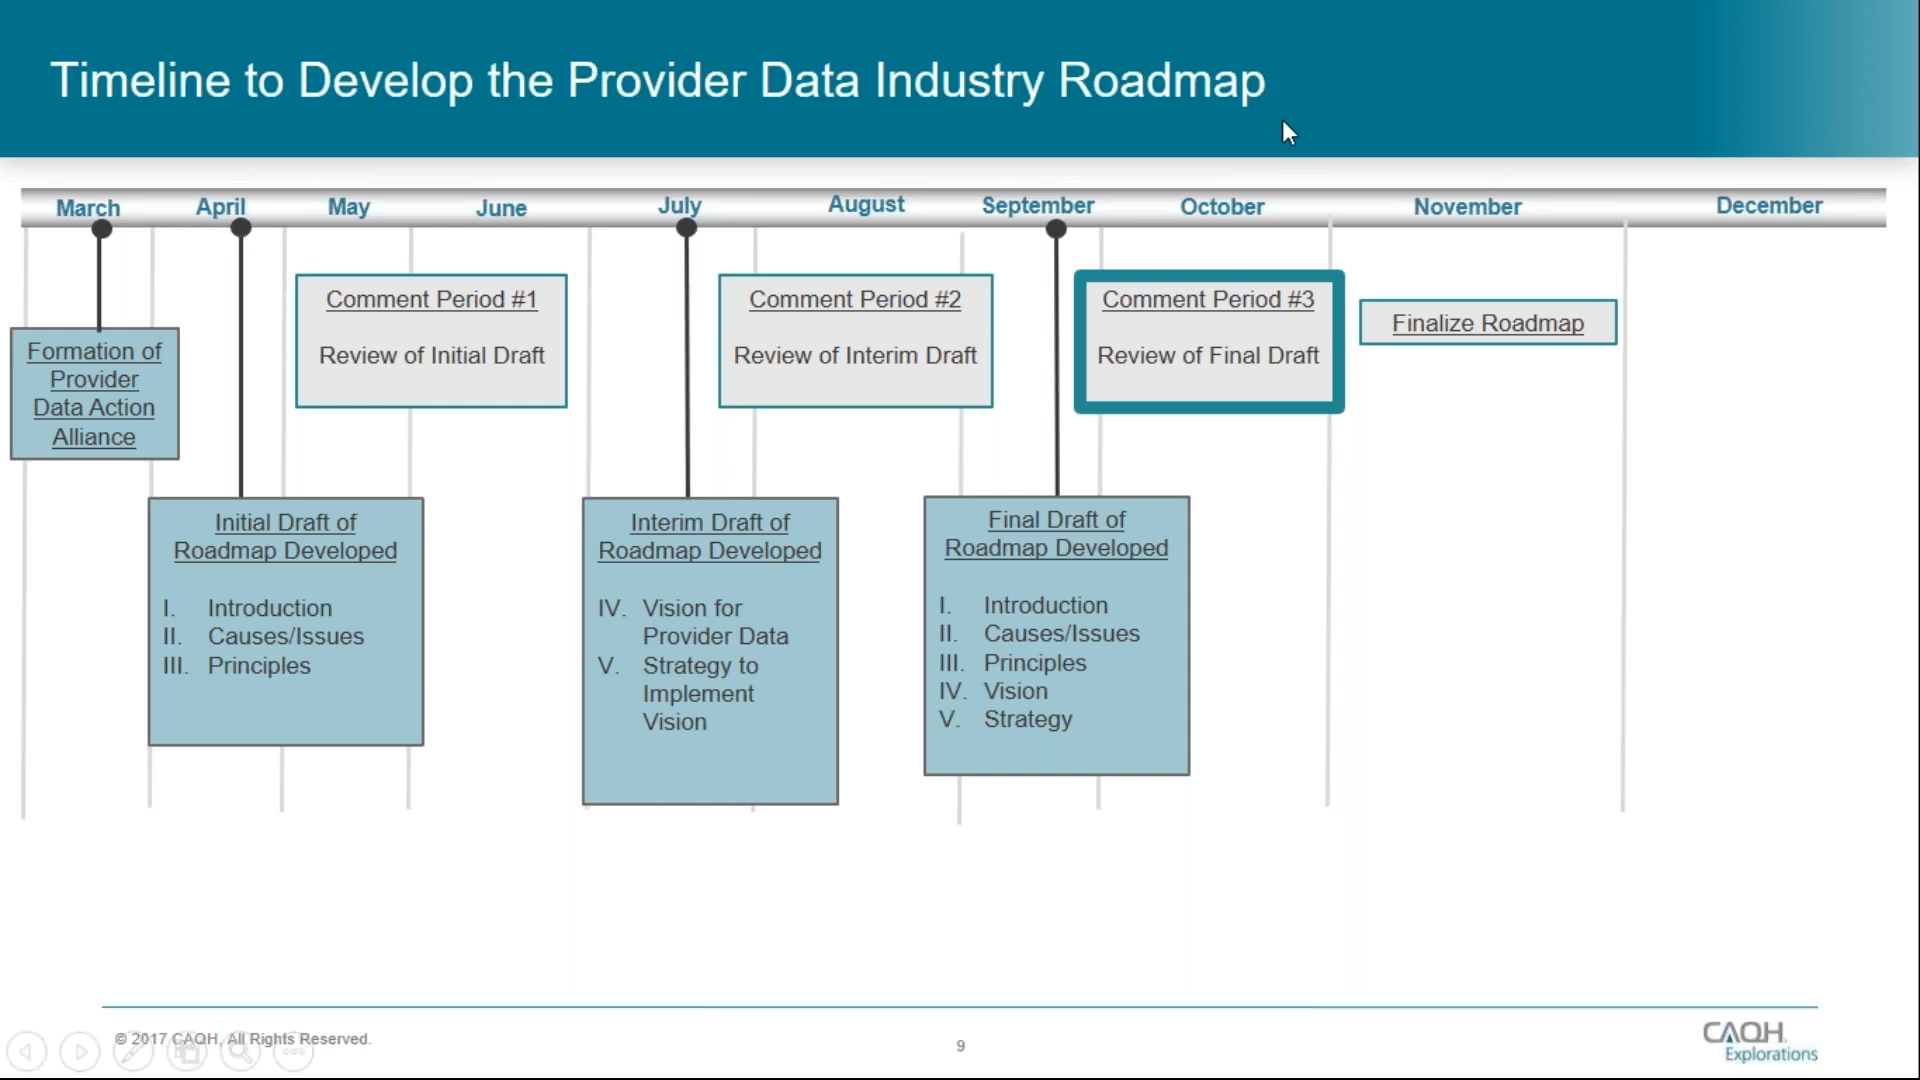 Timeline to Develop the Provider Data Industry Roadmap
March April May June July August September October November December
Formation of
Provider
Data Action
Alliance
Comment Period #1
Review of Initial Draft
Comment Period #2
Review of Interim Draft
Comment Period #3
Review of Final Draft
Finalize Roadmap
Initial Draft of
Roadmap Developed
I. Introduction
II. Causes/Issues
III. Principles
Interim Draft of
Roadmap Developed
IV. Vision for
Provider Data
V. Strategy to
Implement
Vision
Final Draft of
Roadmap Developed
I. Introduction
II. Causes/Issues
III. Principles
IV. Vision
V. Strategy
© 2017 CAQH, All Rights Reserved.
9
CAQH
Explorations